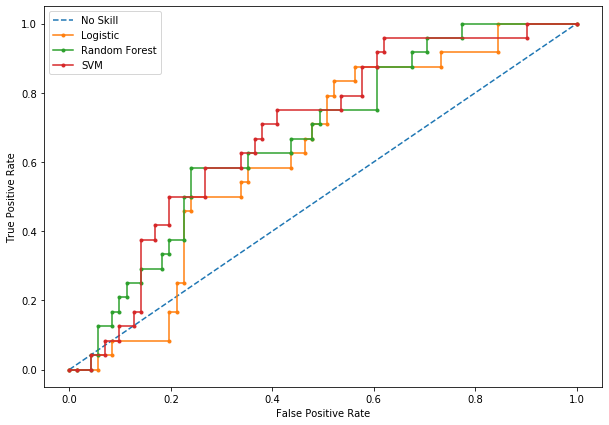 No Skill
Logistic
Random Forest
SVM
1.0
0.8
0.6
0.4
0.2
0.0
True Positive Rate
0.0 0.2 0.4 0.6 0.8 1.0
False Positive Rate